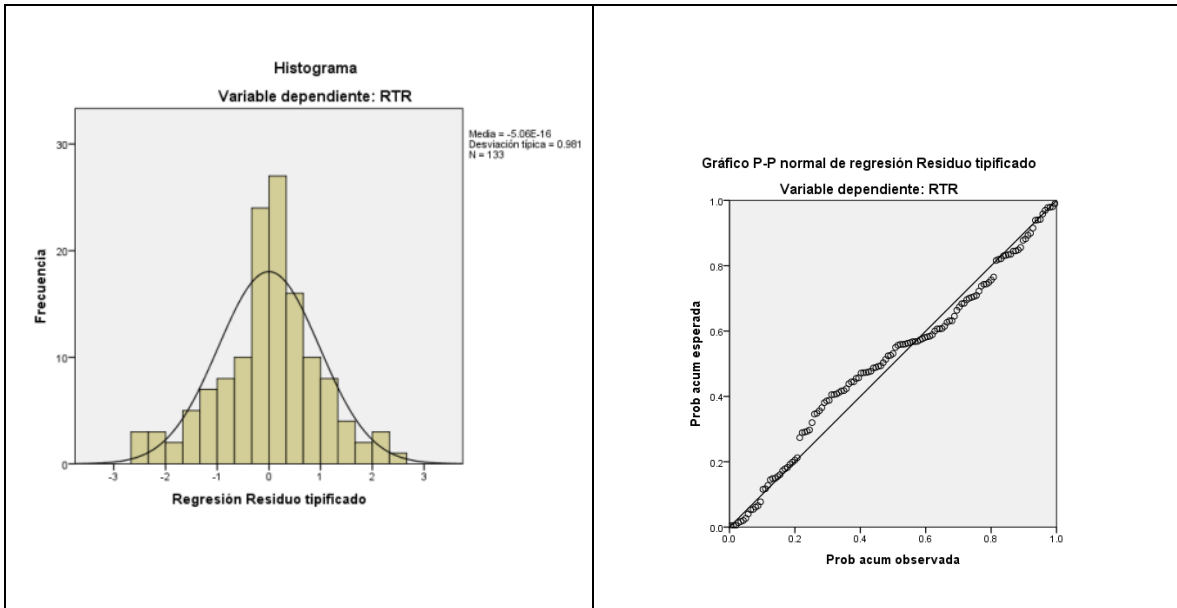 Histograma
Variable dependiente: RTR
Media = -5.06E-16
Desviación típica = 0.981
N = 133
Frecuencia
30
20
10
0
-3 -2 -1 0 1 2 3
Regresión Residuo tipificado
Gráfico P-P normal de regresión Residuo tipificado
Variable dependiente: RTR
Prob acum esperada
1.0
0.8
0.6
0.4
0.2
0.0
0.0 0.2 0.4 0.6 0.8 1.0
Prob acum observada